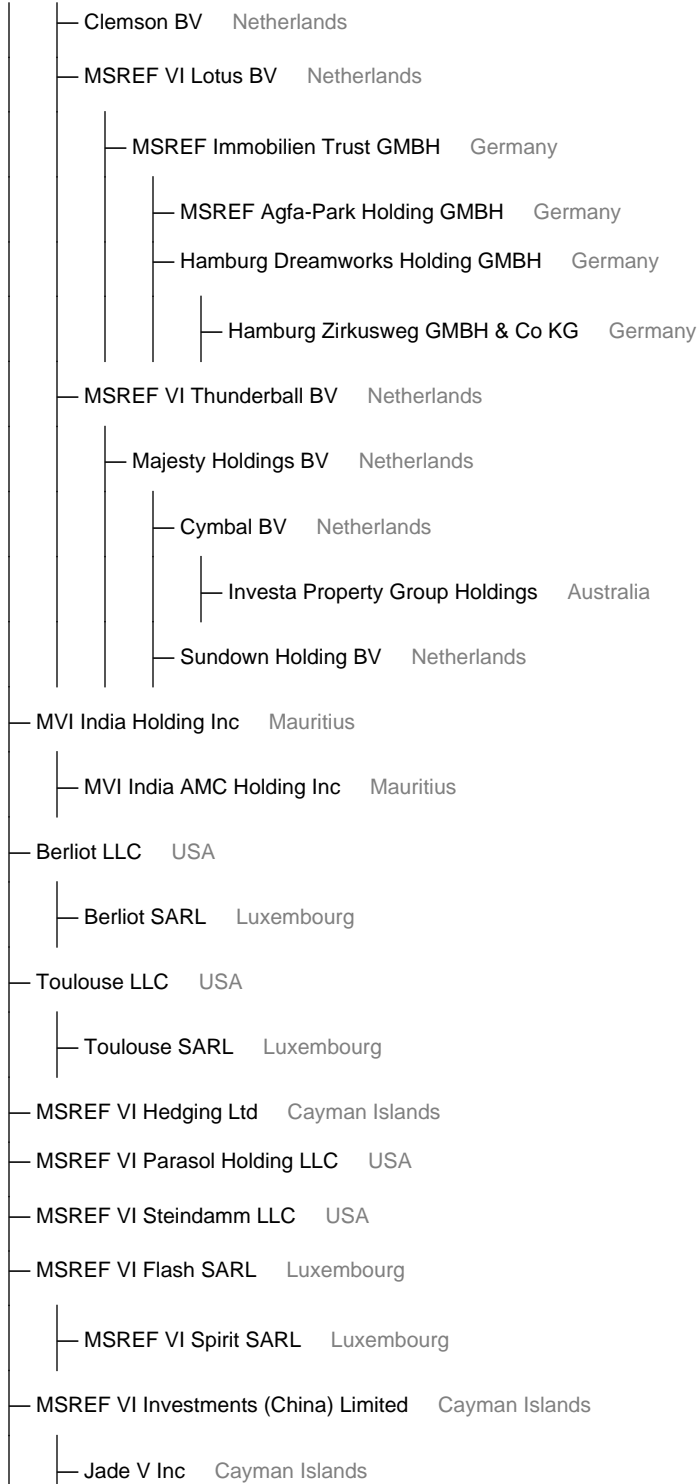 Clemson BV Netherlands
MSREF VI Lotus BV Netherlands
MSREF Immobilien Trust GMBH Germany
MSREF Agfa-Park Holding GMBH Germany
Hamburg Dreamworks Holding GMBH Germany
Hamburg Zirkusweg GMBH & Co KG Germany
MSREF VI Thunderball BV Netherlands
Majesty Holdings BV Netherlands
Cymbal BV Netherlands
Investa Property Group Holdings Australia
Sundown Holding BV Netherlands
MVI India Holding Inc Mauritius
MVI India AMC Holding Inc Mauritius
Berliot LLC USA
Berliot SARL Luxembourg
Toulouse LLC USA
Toulouse SARL Luxembourg
MSREF VI Hedging Ltd Cayman Islands
MSREF VI Parasol Holding LLC USA
MSREF VI Steindamm LLC USA
MSREF VI Flash SARL Luxembourg
MSREF VI Spirit SARL Luxembourg
MSREF VI Investments (China) Limited Cayman Islands
Jade V Inc Cayman Islands